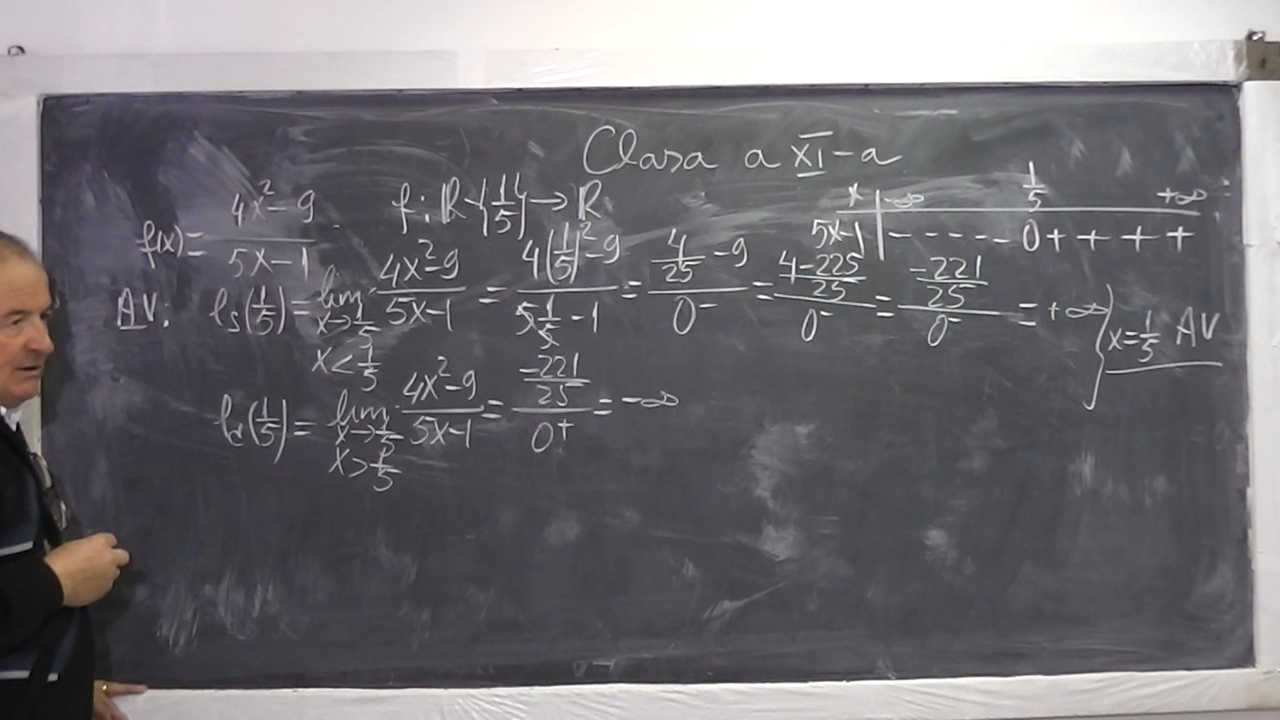 Clasa a XI-a
f(x) = (4x² - 9)/(5x - 1)   f: R - {1/5} → R
x | -∞ 1/5 +∞
5x-1 | - - - - - 0 + + + +
AV: ls(1/5) = lim x→1/5 x<1/5 (4x² - 9)/(5x - 1) = (4(1/5)² - 9)/(5·1/5 - 1) = (4/25 - 9)/0⁻ = ((4 - 225)/25)/0⁻ = (-221/25)/0⁻ = +∞ } x = 1/5 AV
ld(1/5) = lim x→1/5 x>1/5 (4x² - 9)/(5x - 1) = (-221/25)/0+ = -∞